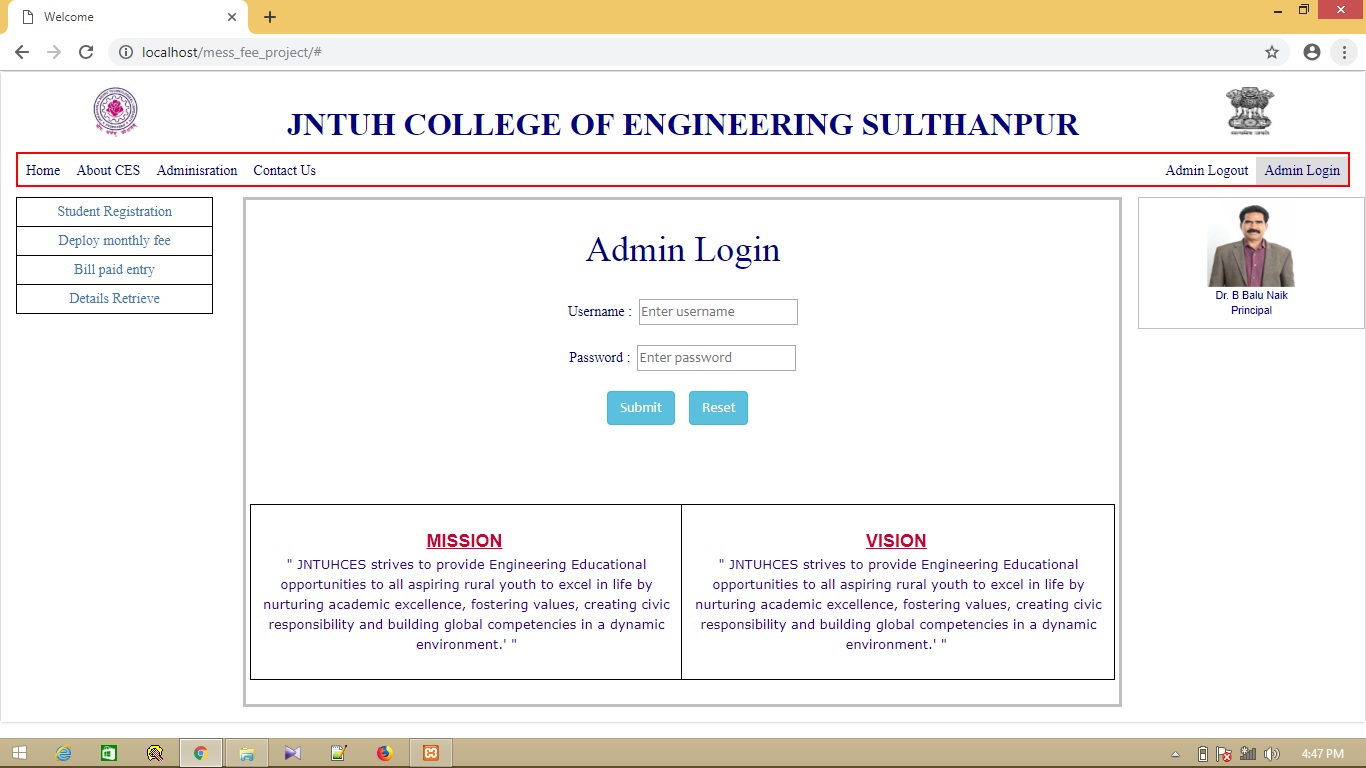 Welcome
localhost/mess_fee_project/#
JNTUH COLLEGE OF ENGINEERING SULTHANPUR
Home About CES Adminisration Contact Us Admin Logout Admin Login
Student Registration
Deploy monthly fee
Bill paid entry
Details Retrieve
Admin Login
Username : Enter username
Password : Enter password
Submit Reset
Dr. B Balu Naik
Principal
MISSION
" JNTUHCES strives to provide Engineering Educational
opportunities to all aspiring rural youth to excel in life by
nurturing academic excellence, fostering values, creating civic
responsibility and building global competencies in a dynamic
environment.' "
VISION
" JNTUHCES strives to provide Engineering Educational
opportunities to all aspiring rural youth to excel in life by
nurturing academic excellence, fostering values, creating civic
responsibility and building global competencies in a dynamic
environment.' "
4:47 PM